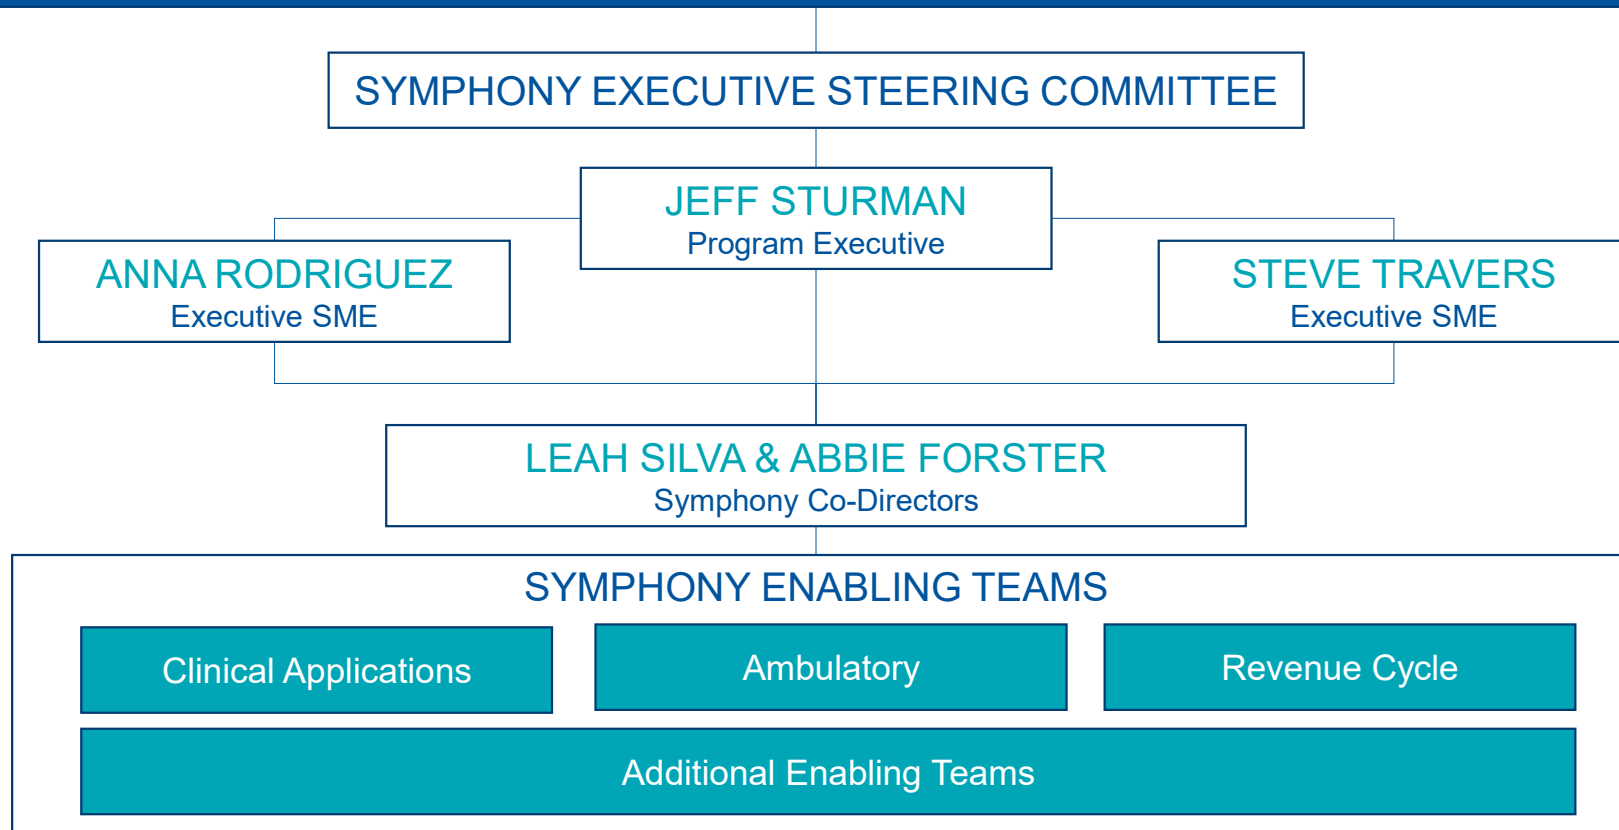 SYMPHONY EXECUTIVE STEERING COMMITTEE
JEFF STURMAN
Program Executive
ANNA RODRIGUEZ
Executive SME
STEVE TRAVERS
Executive SME
LEAH SILVA & ABBIE FORSTER
Symphony Co-Directors
SYMPHONY ENABLING TEAMS
Clinical Applications
Ambulatory
Revenue Cycle
Additional Enabling Teams